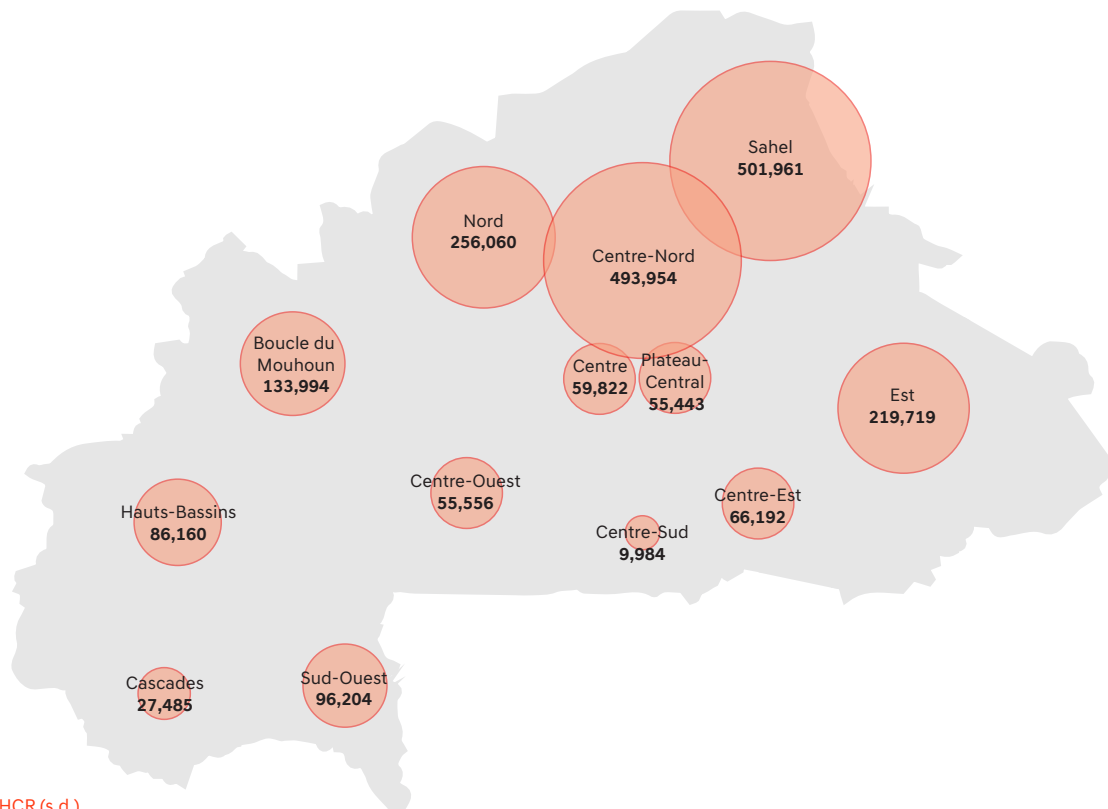 Sahel
501,961
Nord
256,060
Centre-Nord
493,954
Boucle du
Mouhoun
133,994
Centre
59,822
Plateau-
Central
55,443
Est
219,719
Centre-Ouest
55,556
Centre-Est
66,192
Hauts-Bassins
86,160
Centre-Sud
9,984
Cascades
27,485
Sud-Ouest
96,204
HCR (s.d.)